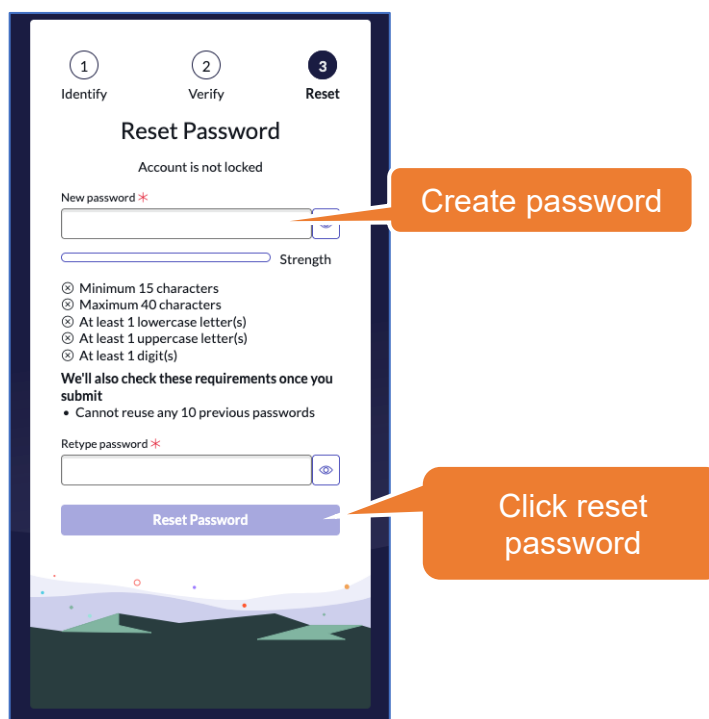 1 2 3
Identify Verify Reset
Reset Password
Account is not locked
New password *
Create password
Strength
Minimum 15 characters
Maximum 40 characters
At least 1 lowercase letter(s)
At least 1 uppercase letter(s)
At least 1 digit(s)
We'll also check these requirements once you
submit
• Cannot reuse any 10 previous passwords
Retype password *
Reset Password
Click reset
password